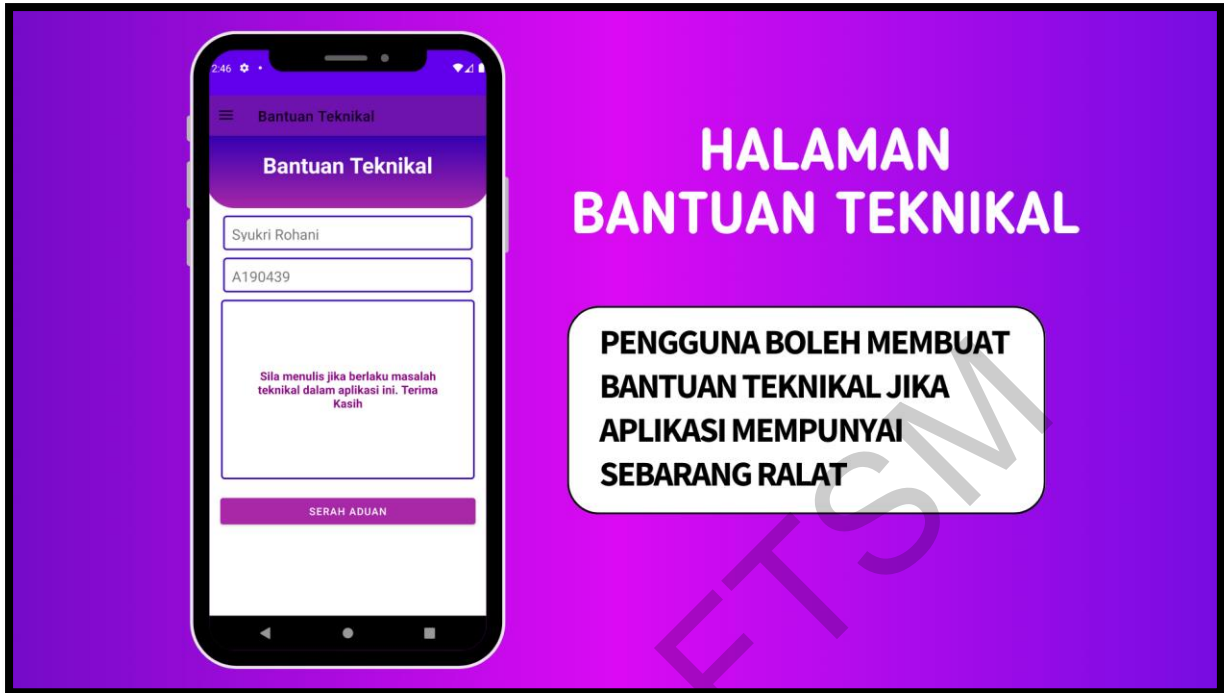 2:46
Bantuan Teknikal
Bantuan Teknikal
Syukri Rohani
A190439
Sila menulis jika berlaku masalah
teknikal dalam aplikasi ini. Terima
Kasih
SERAH ADUAN
HALAMAN
BANTUAN TEKNIKAL
PENGGUNA BOLEH MEMBUAT
BANTUAN TEKNIKAL JIKA
APLIKASI MEMPUNYAI
SEBARANG RALAT
FTSM